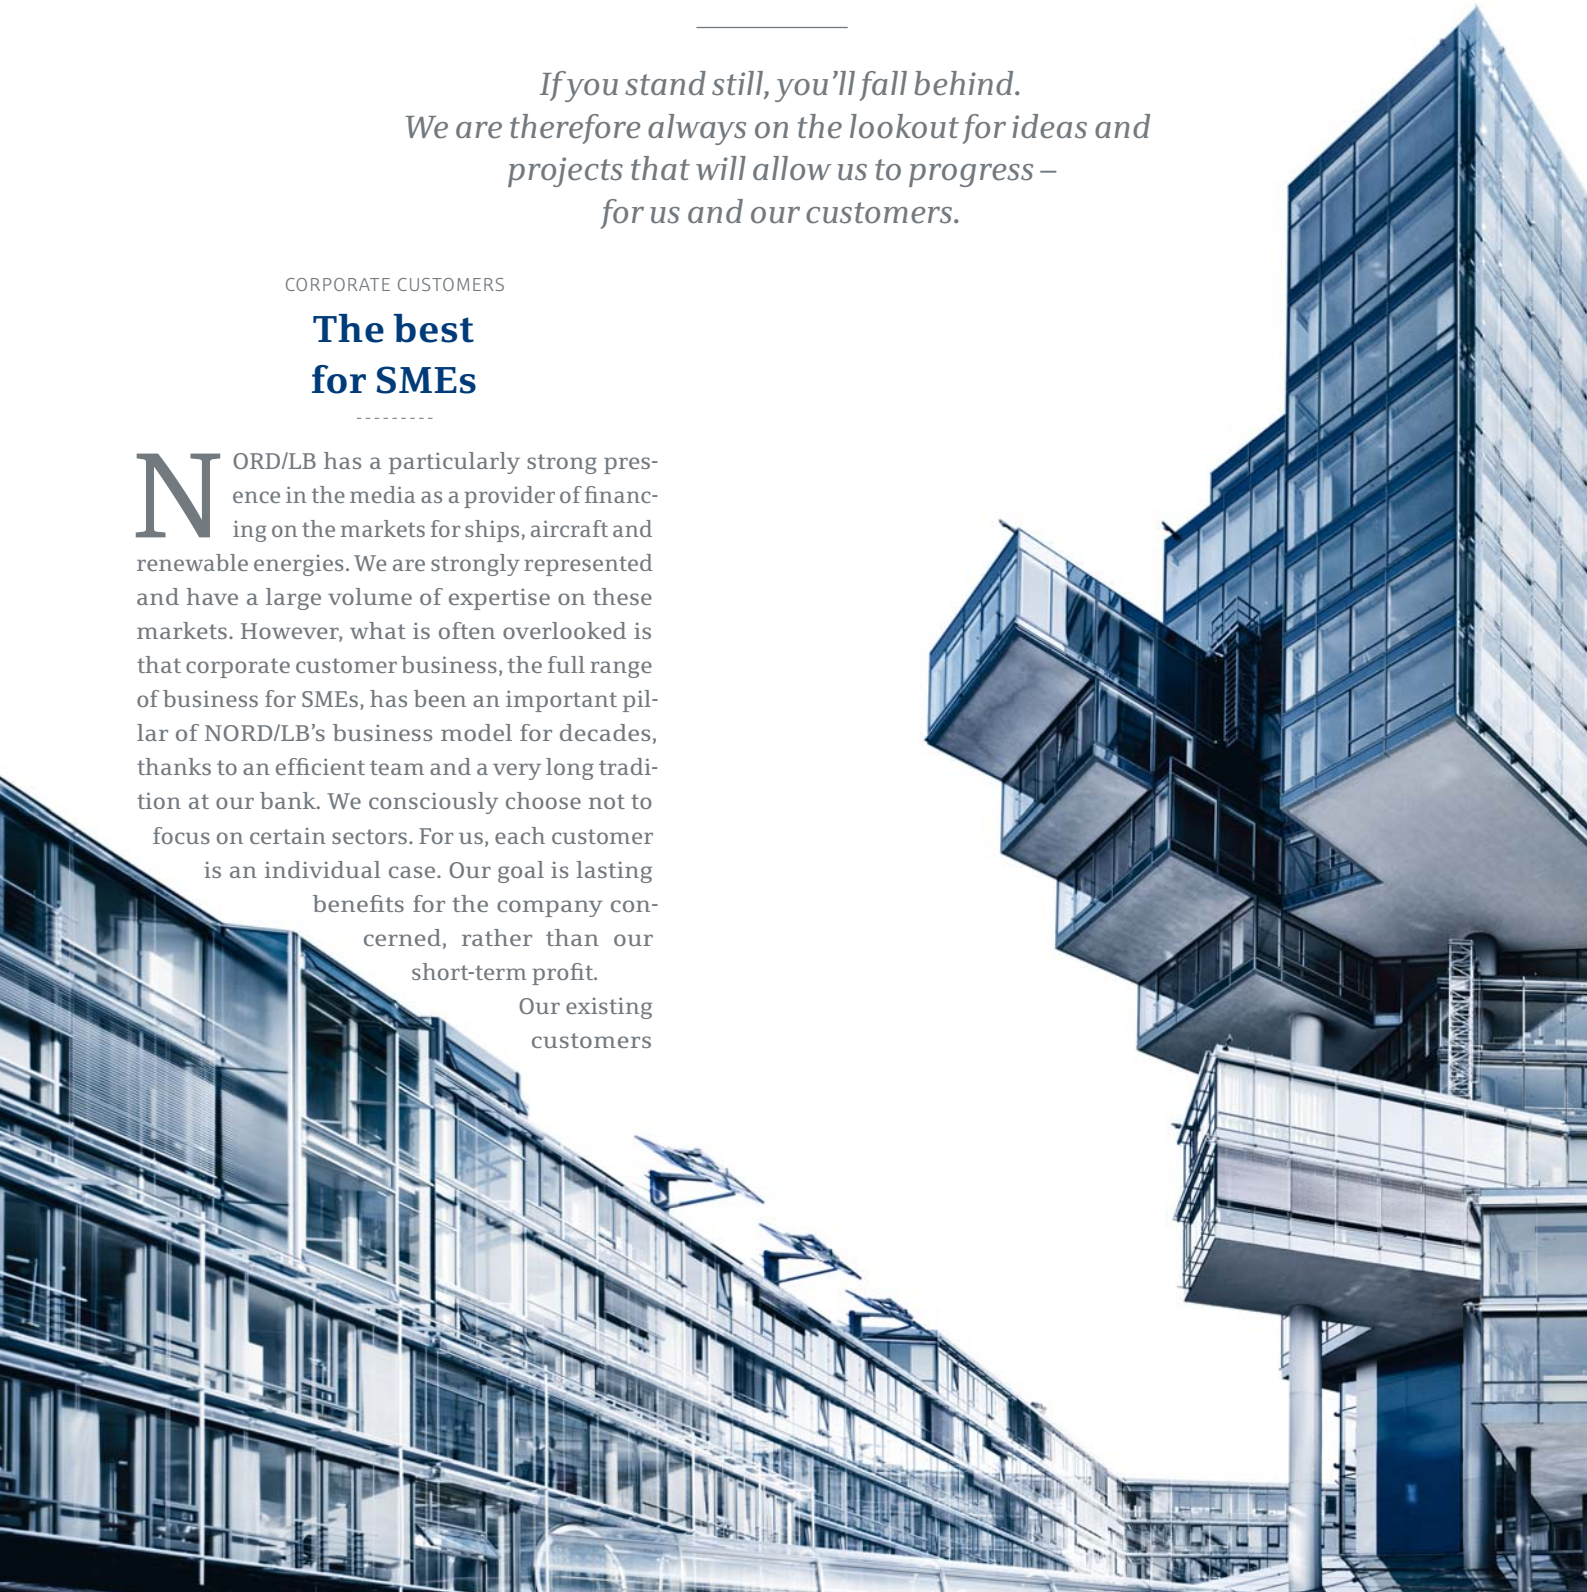 If you stand still, you’ll fall behind.
We are therefore always on the lookout for ideas and
projects that will allow us to progress –
for us and our customers.
CORPORATE CUSTOMERS
The best
for SMEs
NORD/LB has a particularly strong pres-
ence in the media as a provider of financ-
ing on the markets for ships, aircraft and
renewable energies. We are strongly represented
and have a large volume of expertise on these
markets. However, what is often overlooked is
that corporate customer business, the full range
of business for SMEs, has been an important pil-
lar of NORD/LB’s business model for decades,
thanks to an efficient team and a very long tradi-
tion at our bank. We consciously choose not to
focus on certain sectors. For us, each customer
is an individual case. Our goal is lasting
benefits for the company con-
cerned, rather than our
short-term profit.
Our existing
customers